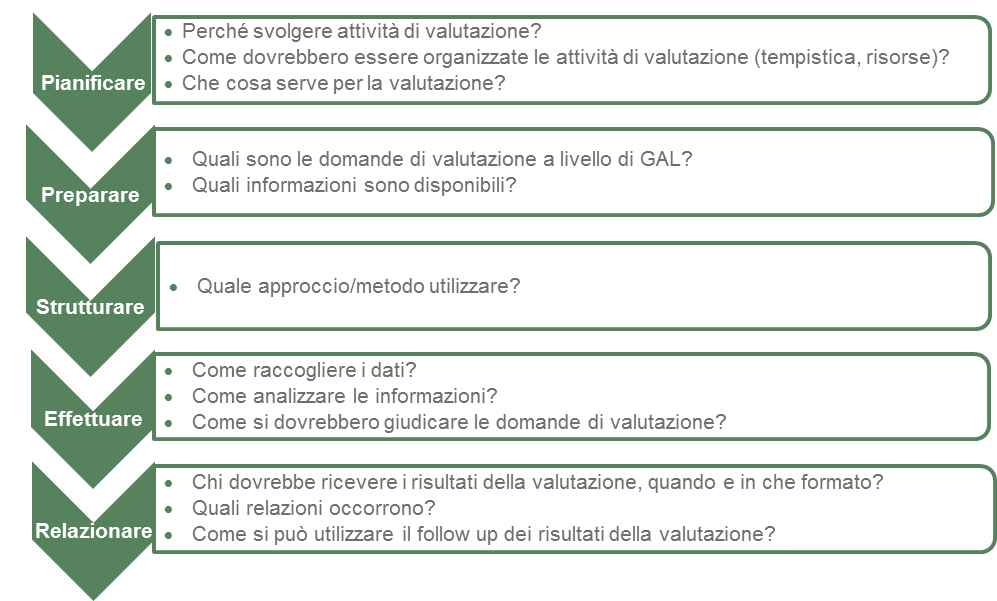 Pianificare
• Perché svolgere attività di valutazione?
• Come dovrebbero essere organizzate le attività di valutazione (tempistica, risorse)?
• Che cosa serve per la valutazione?
Preparare
• Quali sono le domande di valutazione a livello di GAL?
• Quali informazioni sono disponibili?
Strutturare
• Quale approccio/metodo utilizzare?
Effettuare
• Come raccogliere i dati?
• Come analizzare le informazioni?
• Come si dovrebbero giudicare le domande di valutazione?
Relazionare
• Chi dovrebbe ricevere i risultati della valutazione, quando e in che formato?
• Quali relazioni occorrono?
• Come si può utilizzare il follow up dei risultati della valutazione?